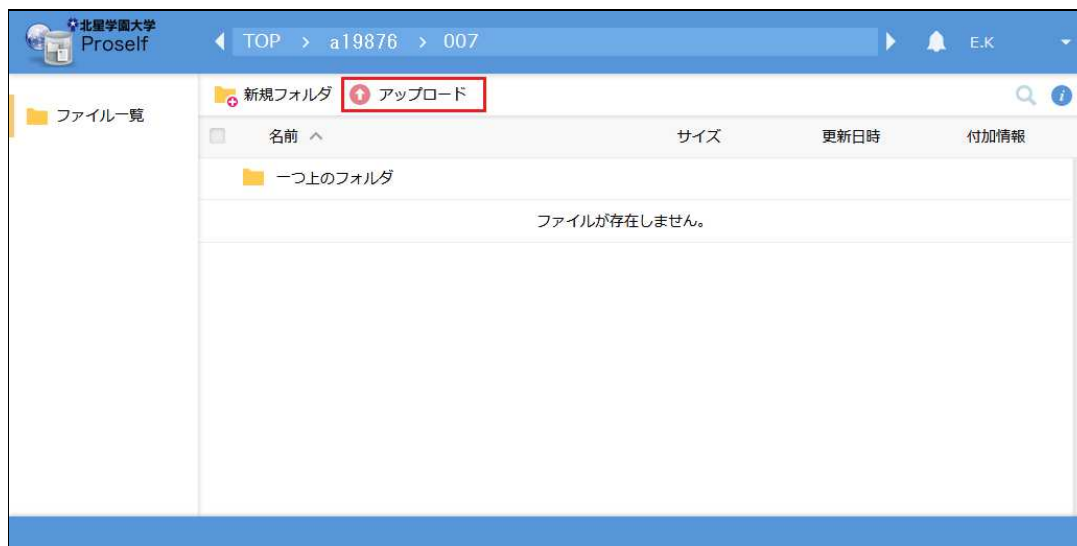 北星学園大学
Proself
TOP > a19876 > 007
E.K
ファイル一覧
新規フォルダ アップロード
名前 サイズ 更新日時 付加情報
一つ上のフォルダ
ファイルが存在しません。